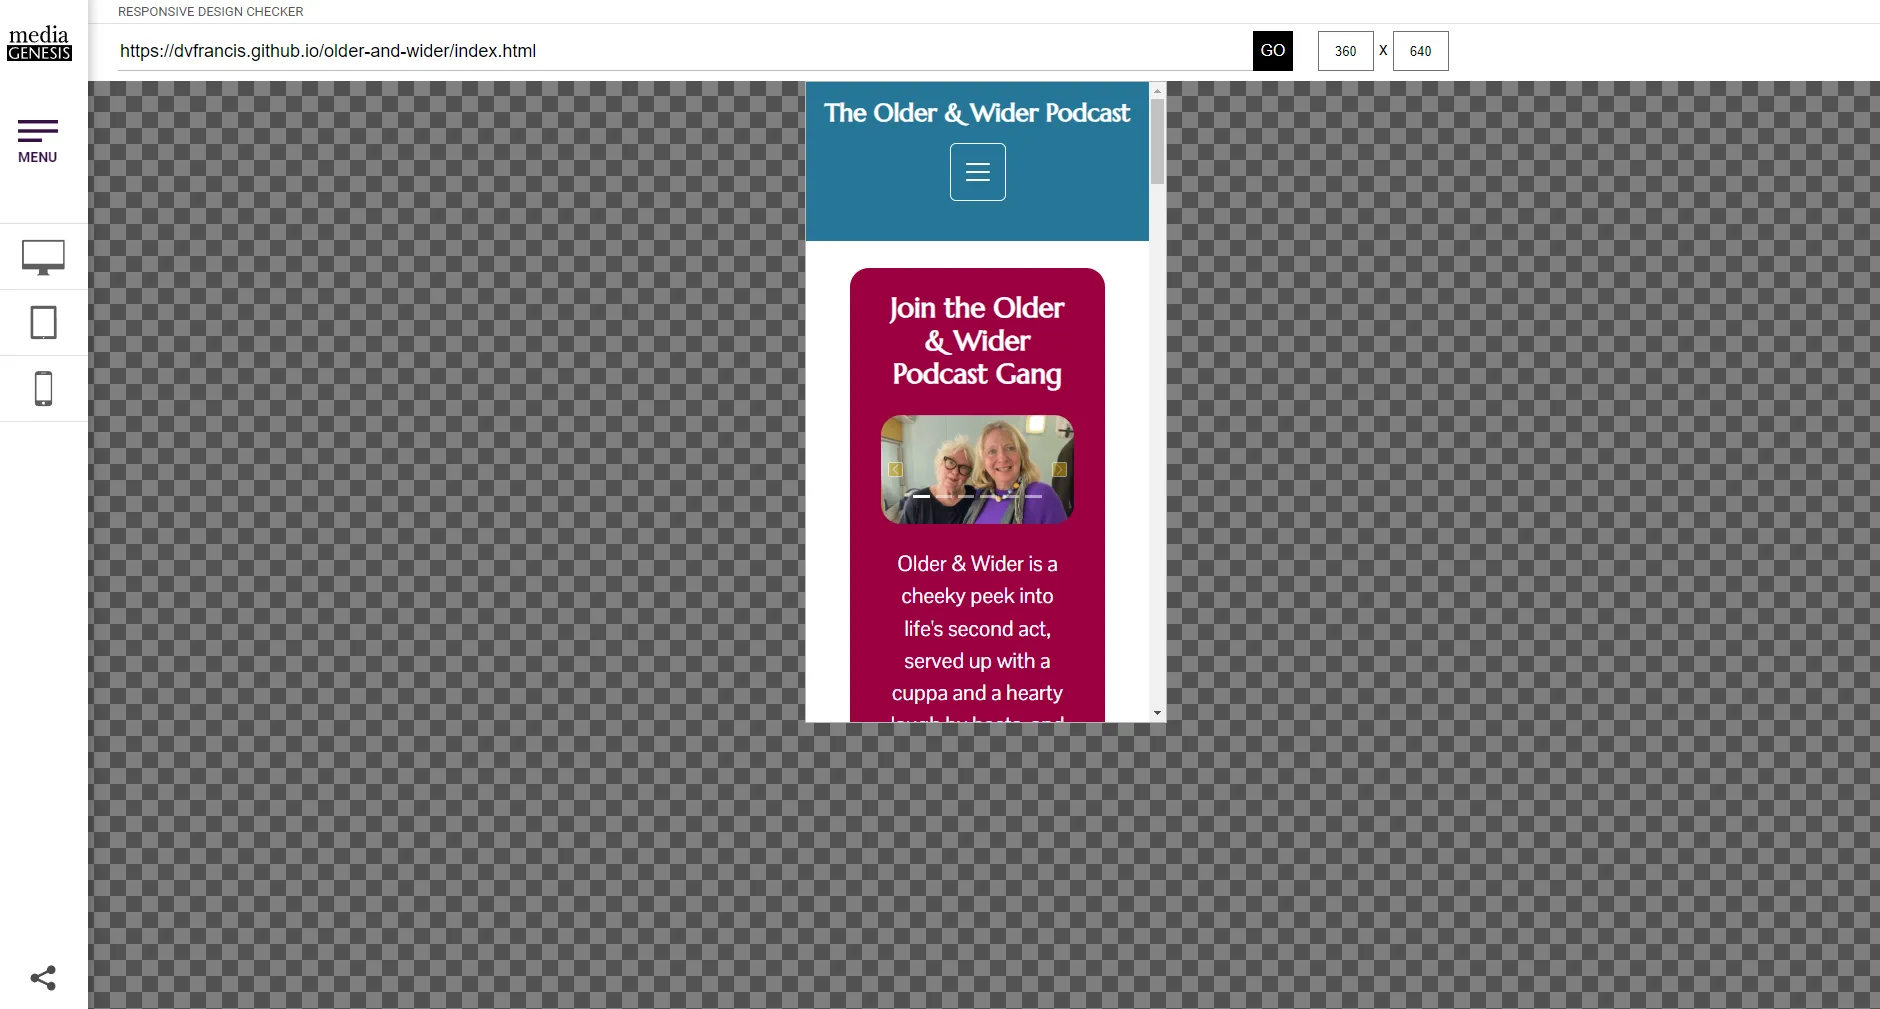 RESPONSIVE DESIGN CHECKER
media
GENESIS
https://dvfrancis.github.io/older-and-wider/index.html
GO
360 X 640
MENU
The Older & Wider Podcast
Join the Older
& Wider
Podcast Gang
Older & Wider is a
cheeky peek into
life's second act,
served up with a
cuppa and a hearty